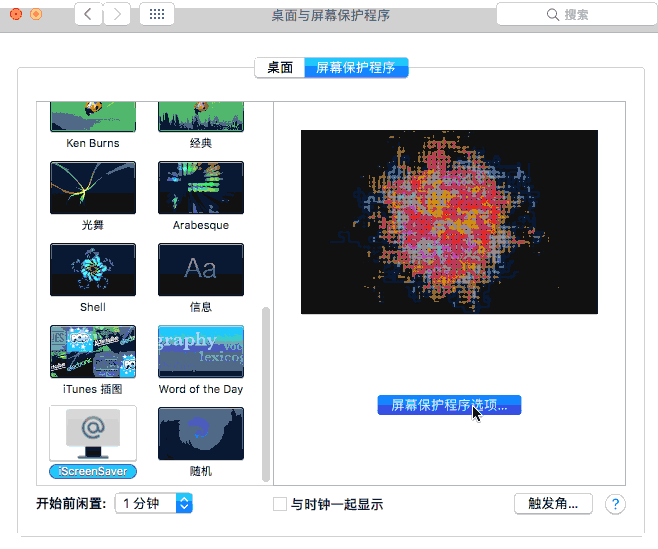 桌面与屏幕保护程序
搜索
桌面 屏幕保护程序
Ken Burns 经典
光舞 Arabesque
Aa
Shell 信息
graphy
lexicog
iTunes 插图 Word of the Day
@
屏幕保护程序选项...
iScreenSaver 随机
开始前闲置: 1 分钟 与时钟一起显示 触发角... ?